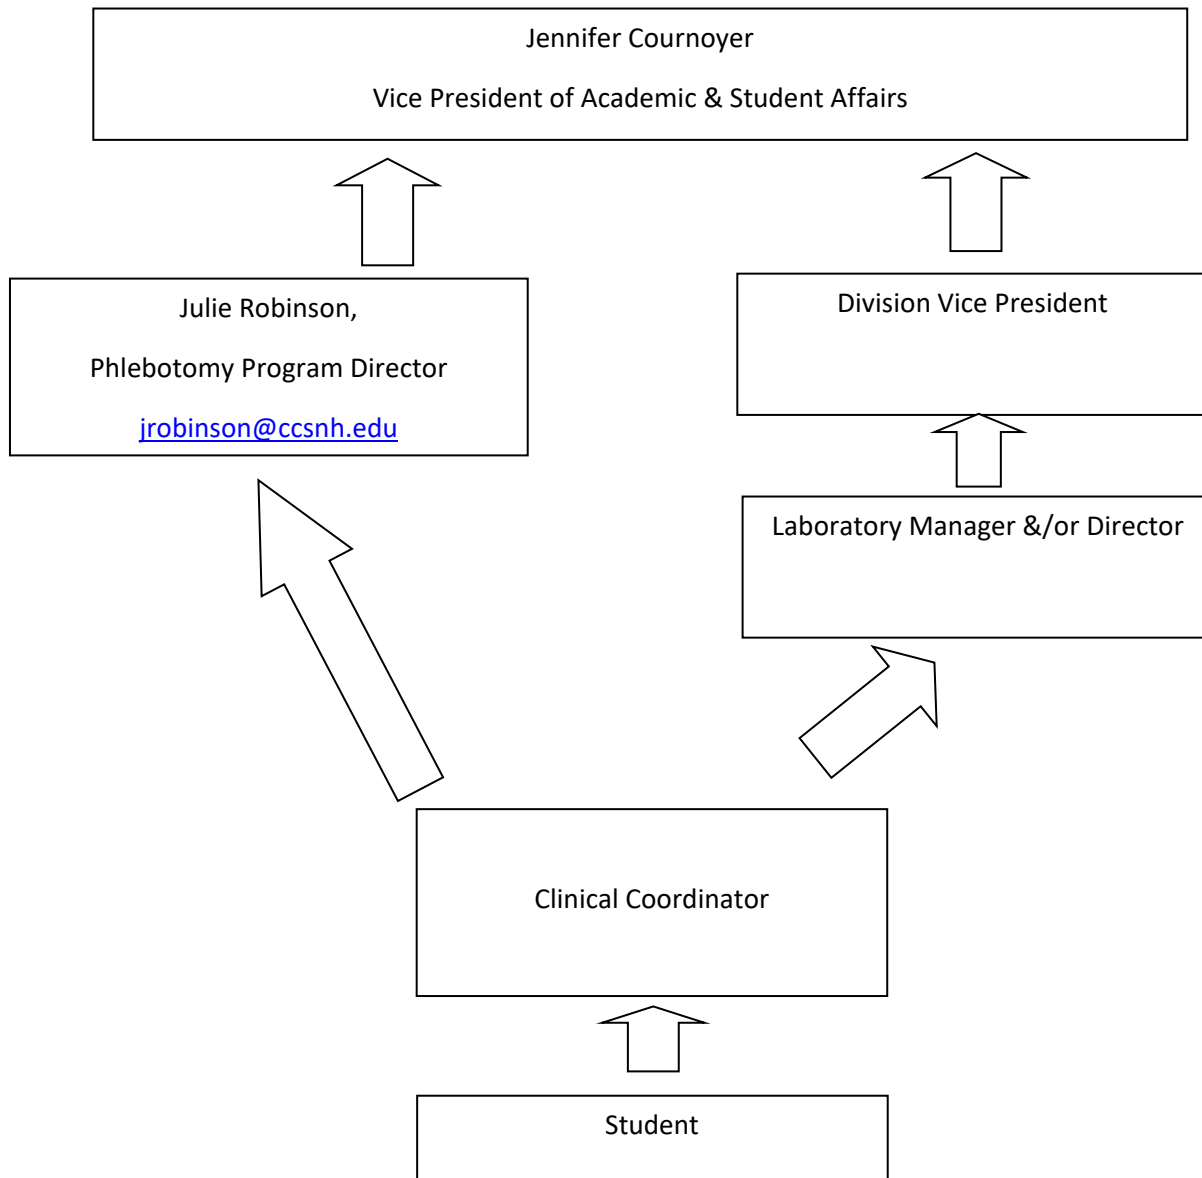 Jennifer Cournoyer
Vice President of Academic & Student Affairs
Julie Robinson,
Phlebotomy Program Director
jrobinson@ccsnh.edu
Division Vice President
Laboratory Manager &/or Director
Clinical Coordinator
Student